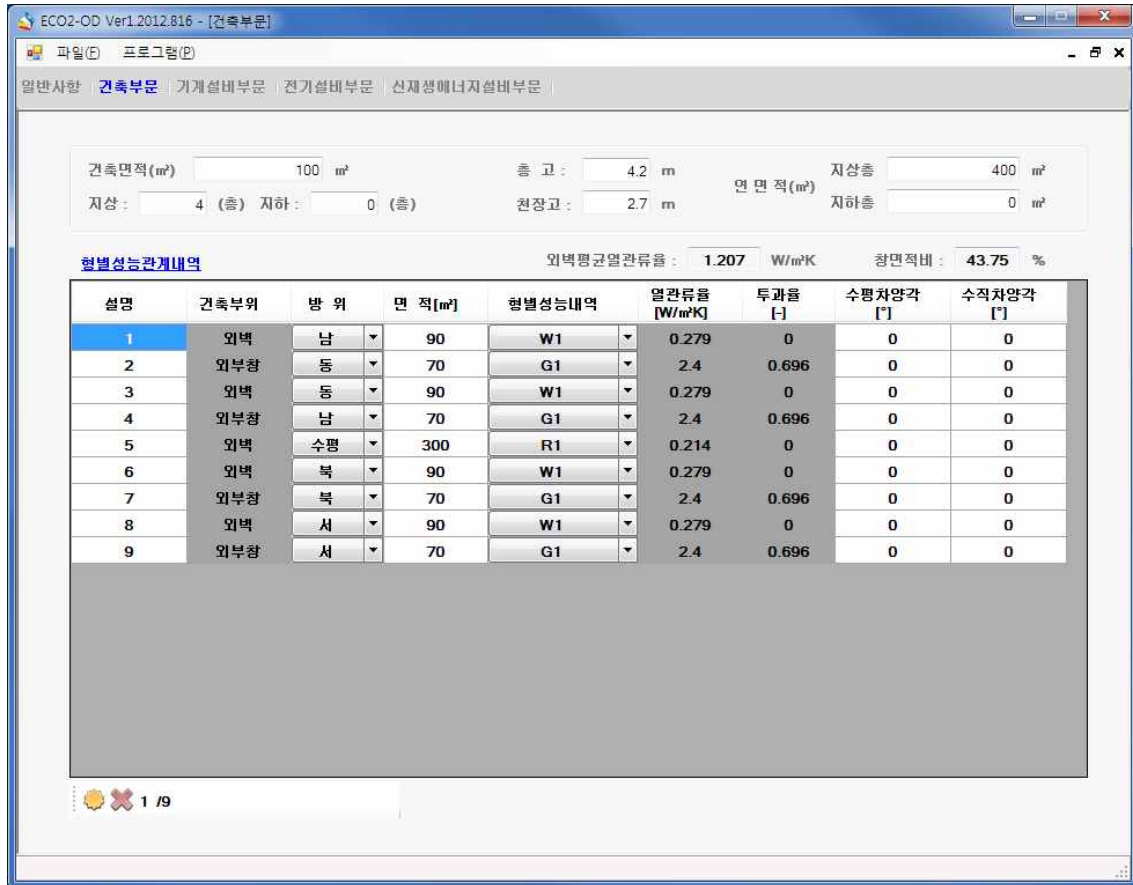 ECO2-OD Ver1.2012.816 - [건축부문]
파일(F) 프로그램(P)
일반사항 건축부문 기계설비부문 전기설비부문 신재생에너지설비부문
건축면적(㎡) 100 ㎡ 층 고 : 4.2 m 연 면 적(㎡) 지상층 400 ㎡
지상 : 4 (층) 지하 : 0 (층) 천장고 : 2.7 m 지하층 0 ㎡
형별성능관계내역 외벽평균열관류율 : 1.207 W/㎡K 창면적비 : 43.75 %
설명 건축부위 방 위 면 적[㎡] 형별성능내역 열관류율 [W/㎡K] 투과율 [-] 수평차양각 [°] 수직차양각 [°]
1 외벽 남 90 W1 0.279 0 0 0
2 외부창 동 70 G1 2.4 0.696 0 0
3 외벽 동 90 W1 0.279 0 0 0
4 외부창 남 70 G1 2.4 0.696 0 0
5 외벽 수평 300 R1 0.214 0 0 0
6 외벽 북 90 W1 0.279 0 0 0
7 외부창 북 70 G1 2.4 0.696 0 0
8 외벽 서 90 W1 0.279 0 0 0
9 외부창 서 70 G1 2.4 0.696 0 0
1 /9